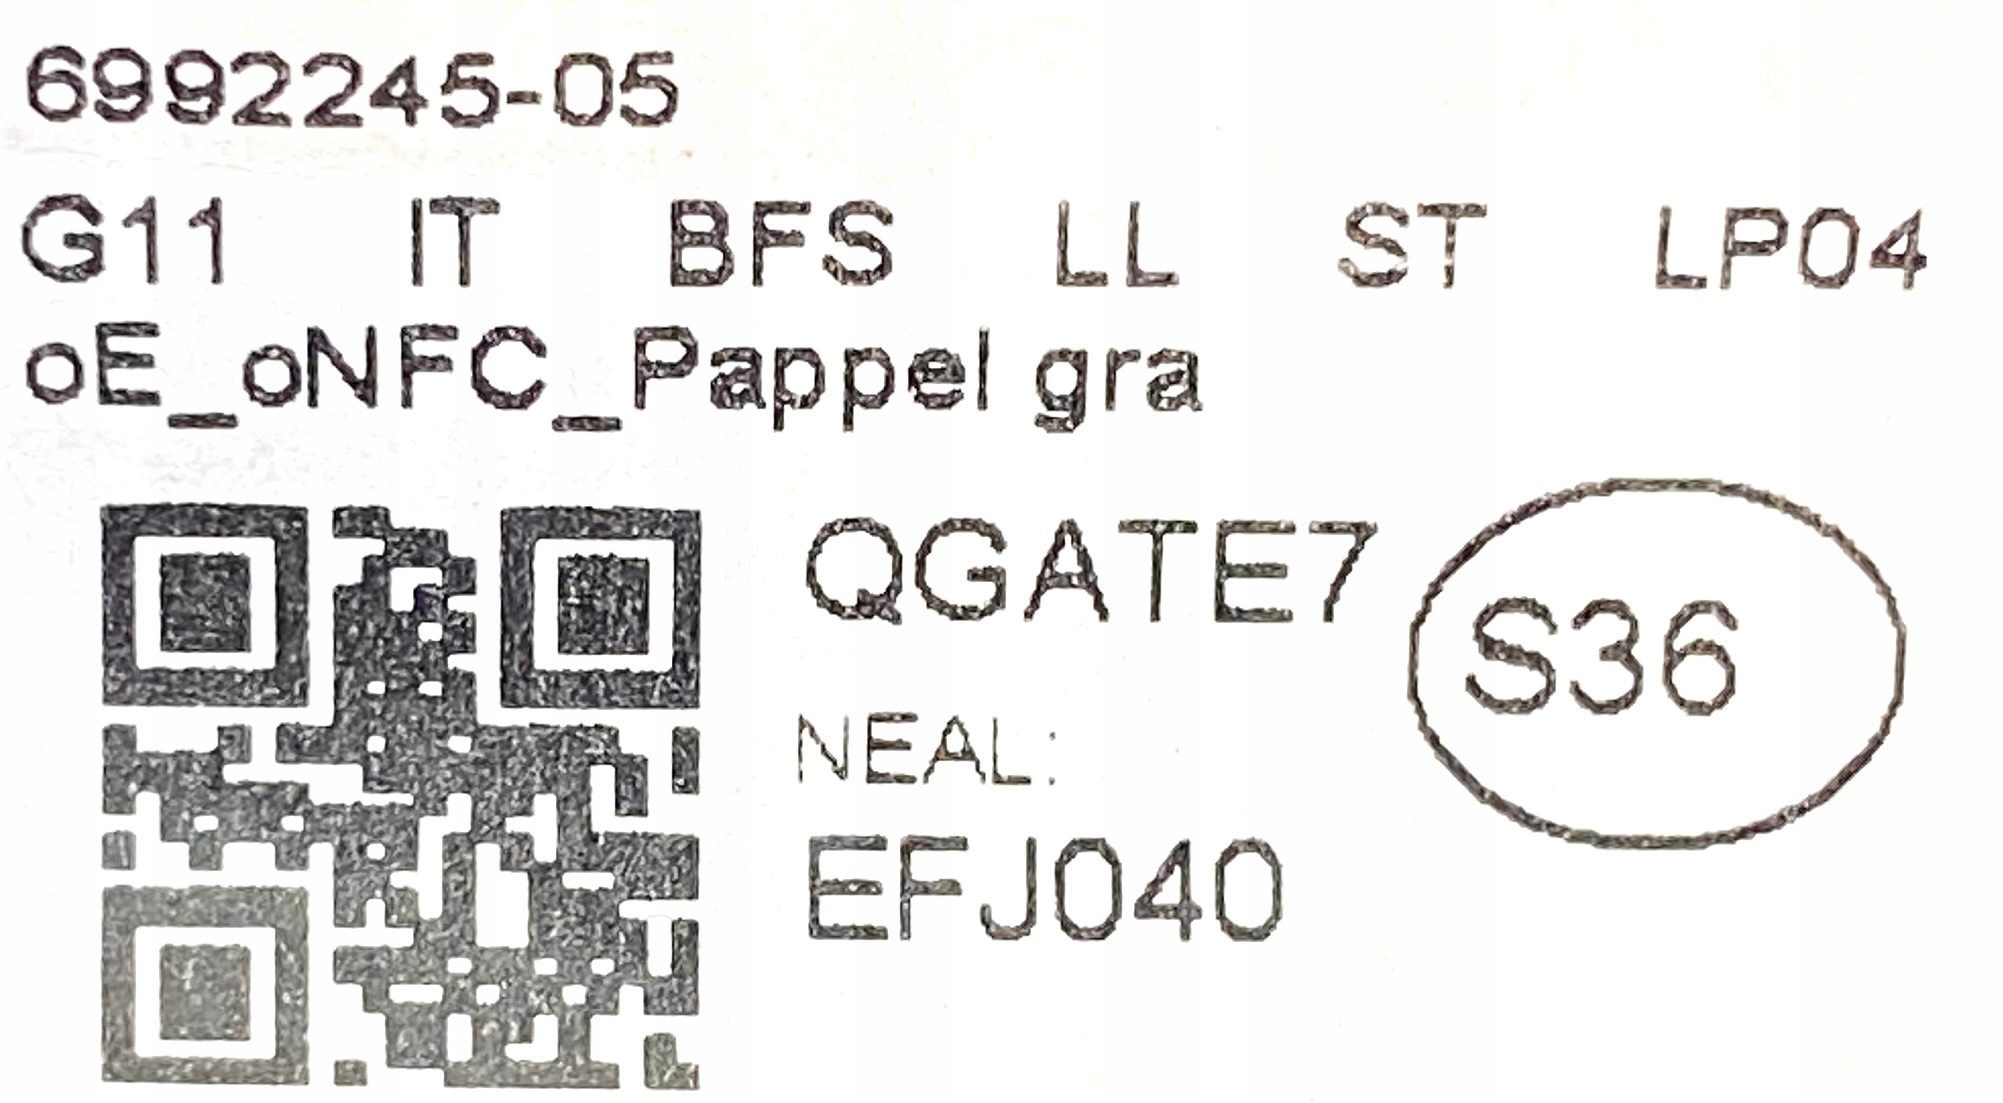 6992245-05
G11 IT BFS LL ST LP04
oE_oNFC_Pappel gra
QGATE7
S36
NEAL:
EFJ040